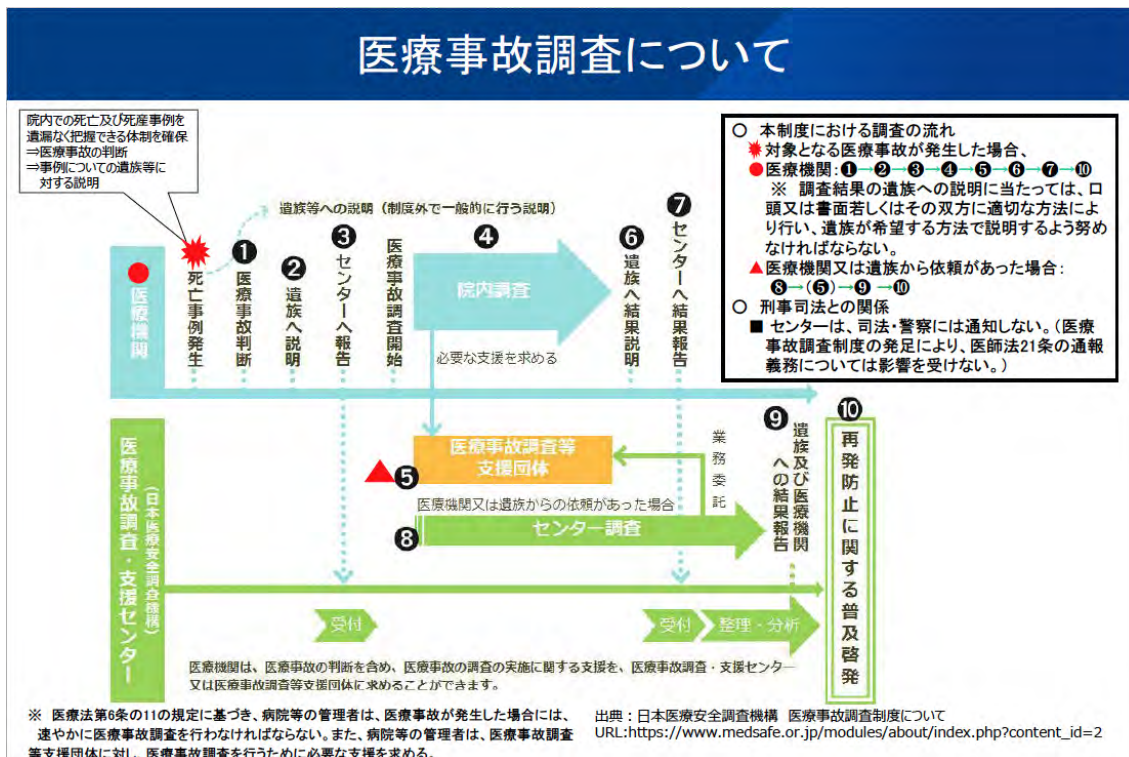 医療事故調査について
院内での死亡及び死産事例を
遺漏なく把握できる体制を確保
⇒医療事故の判断
⇒事例についての遺族等に
対する説明
○ 本制度における調査の流れ
対象となる医療事故が発生した場合、
●医療機関:❶→❷→❸→❹→❺→❻→❼→❿
※ 調査結果の遺族への説明に当たっては、口
頭又は書面若しくはその双方に適切な方法によ
り行い、遺族が希望する方法で説明するよう努め
なければならない。
▲医療機関又は遺族から依頼があった場合:
❽→(❺)→❾→❿
○ 刑事司法との関係
■ センターは、司法・警察には通知しない。(医療
事故調査制度の発足により、医師法21条の通報
義務については影響を受けない。)
遺族等への説明(制度外で一般的に行う説明)
医療機関
死亡事例発生
❶
医療事故判断
❷
遺族へ説明
❸
センターへ報告
医療事故調査開始
❹
院内調査
必要な支援を求める
❻
遺族へ結果説明
❼
センターへ結果報告
医療事故調査・支援センター
(日本医療安全調査機構)
❺
医療事故調査等
支援団体
業務委託
医療機関又は遺族からの依頼があった場合
❽
センター調査
❾
遺族及び医療機関
への結果報告
❿
再発防止に関する普及啓発
受付
受付
整理・分析
医療機関は、医療事故の判断を含め、医療事故の調査の実施に関する支援を、医療事故調査・支援センター
又は医療事故調査等支援団体に求めることができます。
※ 医療法第6条の11の規定に基づき、病院等の管理者は、医療事故が発生した場合には、
速やかに医療事故調査を行わなければならない。また、病院等の管理者は、医療事故調査
等支援団体に対し、医療事故調査を行うために必要な支援を求める。
出典:日本医療安全調査機構 医療事故調査制度について
URL:https://www.medsafe.or.jp/modules/about/index.php?content_id=2